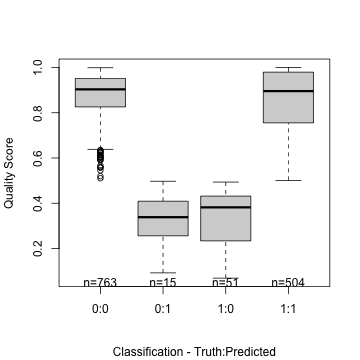 Quality Score
1.0
0.8
0.6
0.4
0.2
n=763 n=15 n=51 n=504
0:0 0:1 1:0 1:1
Classification - Truth:Predicted